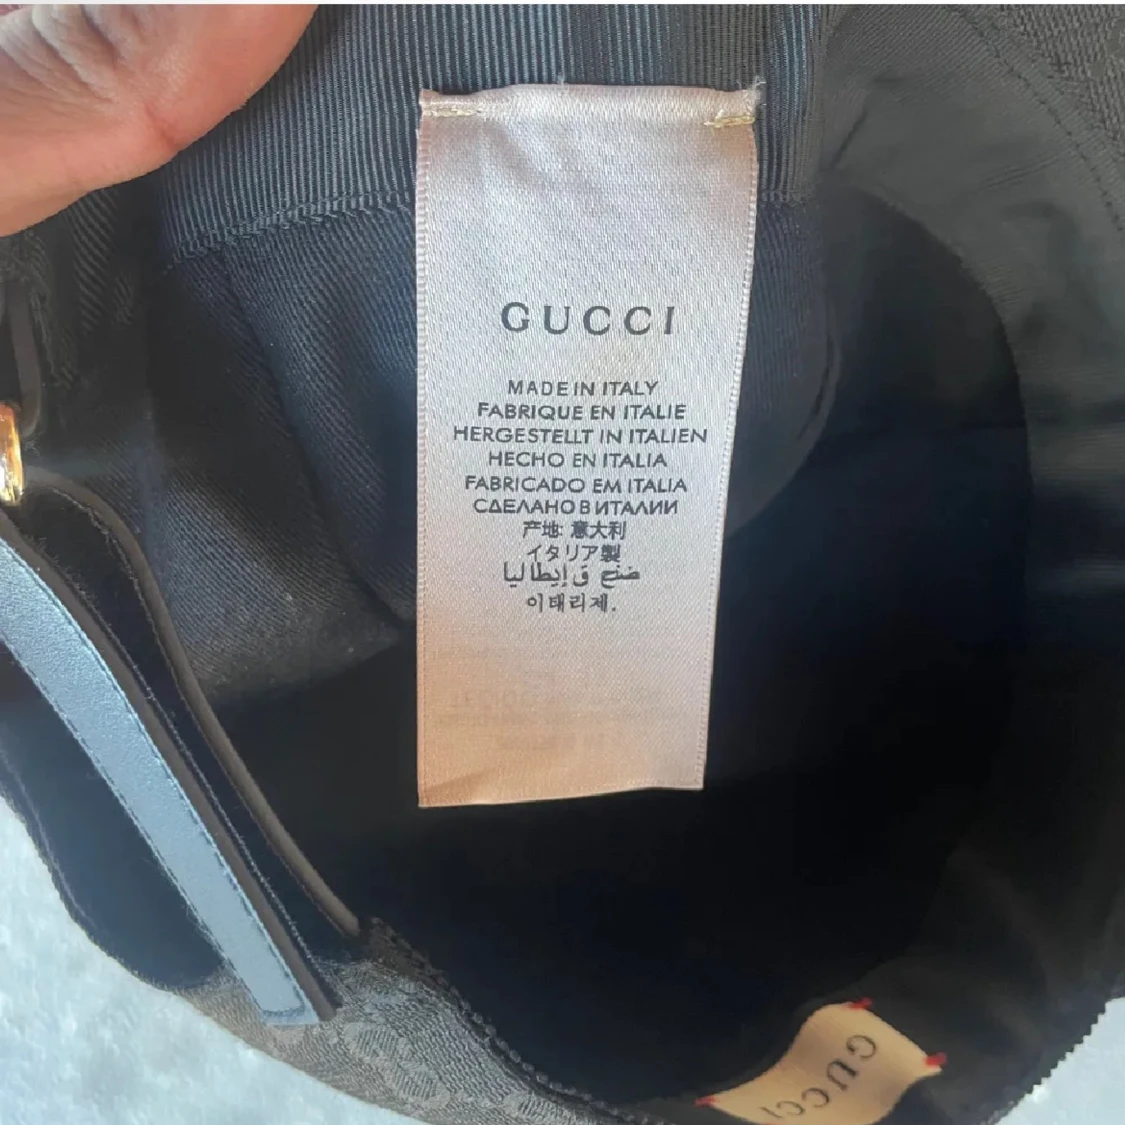 GUCCI
MADE IN ITALY
FABRIQUE EN ITALIE
HERGESTELLT IN ITALIEN
HECHO EN ITALIA
FABRICADO EM ITALIA
СДЕЛАНО В ИТАЛИИ
产地: 意大利
イタリア製
صنع في إيطاليا
이태리제.
GUCCI